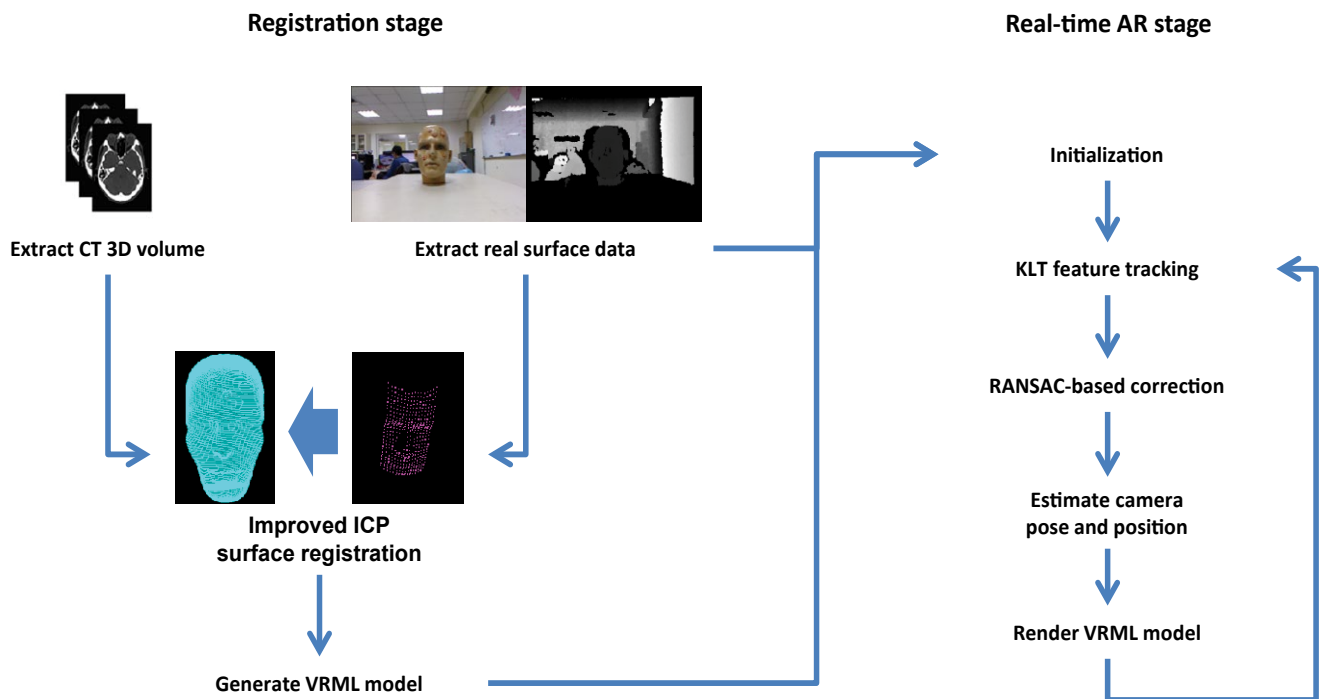 Registration stage
Real-time AR stage
Extract CT 3D volume
Extract real surface data
Improved ICP
surface registration
Generate VRML model
Initialization
KLT feature tracking
RANSAC-based correction
Estimate camera
pose and position
Render VRML model